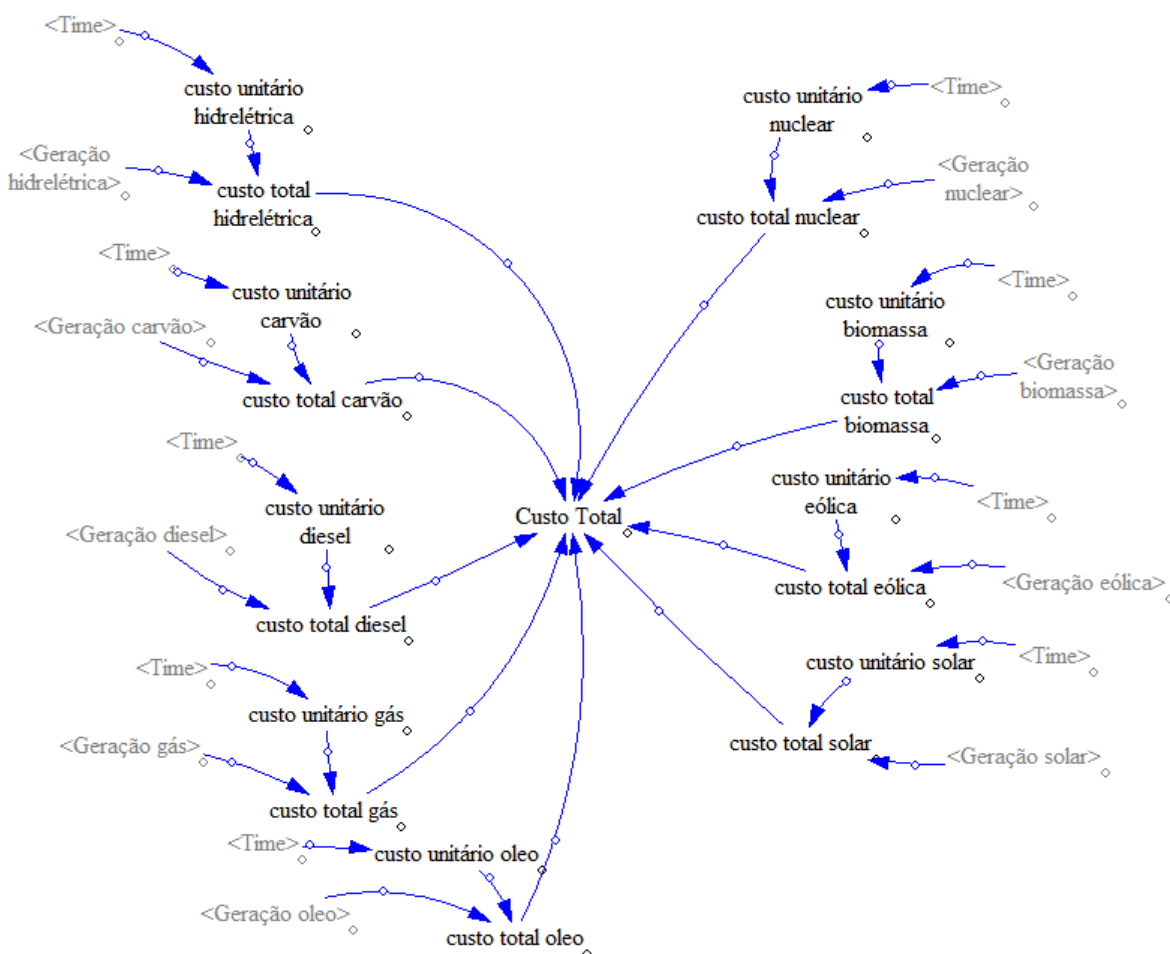 <Time>
custo unitário
hidrelétrica
<Geração
hidrelétrica>
custo total
hidrelétrica
<Time>
custo unitário
carvão
<Geração carvão>
custo total carvão
<Time>
custo unitário
diesel
<Geração diesel>
custo total diesel
<Time>
custo unitário gás
<Geração gás>
custo total gás
<Time>
custo unitário oleo
<Geração oleo>
custo total oleo
Custo Total
<Time>
custo unitário
nuclear
<Geração
nuclear>
custo total nuclear
<Time>
custo unitário
biomassa
<Geração
biomassa>
custo total
biomassa
custo unitário
eólica
<Time>
<Geração eólica>
custo total eólica
<Time>
custo unitário solar
custo total solar
<Geração solar>